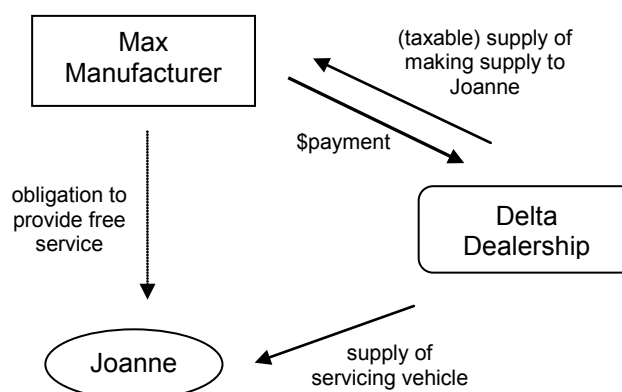 Max
Manufacturer
(taxable) supply of
making supply to
Joanne
$payment
obligation to
provide free
service
Delta
Dealership
Joanne
supply of
servicing vehicle